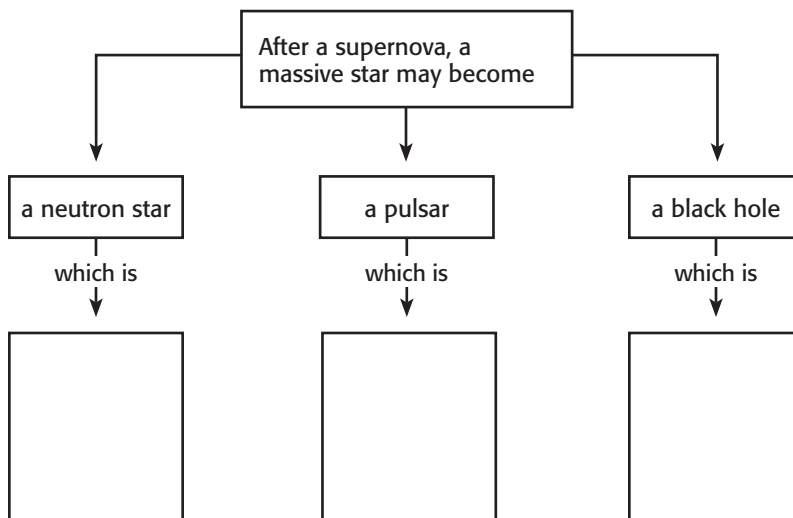 After a supernova, a
massive star may become
a neutron star
a pulsar
a black hole
which is
which is
which is